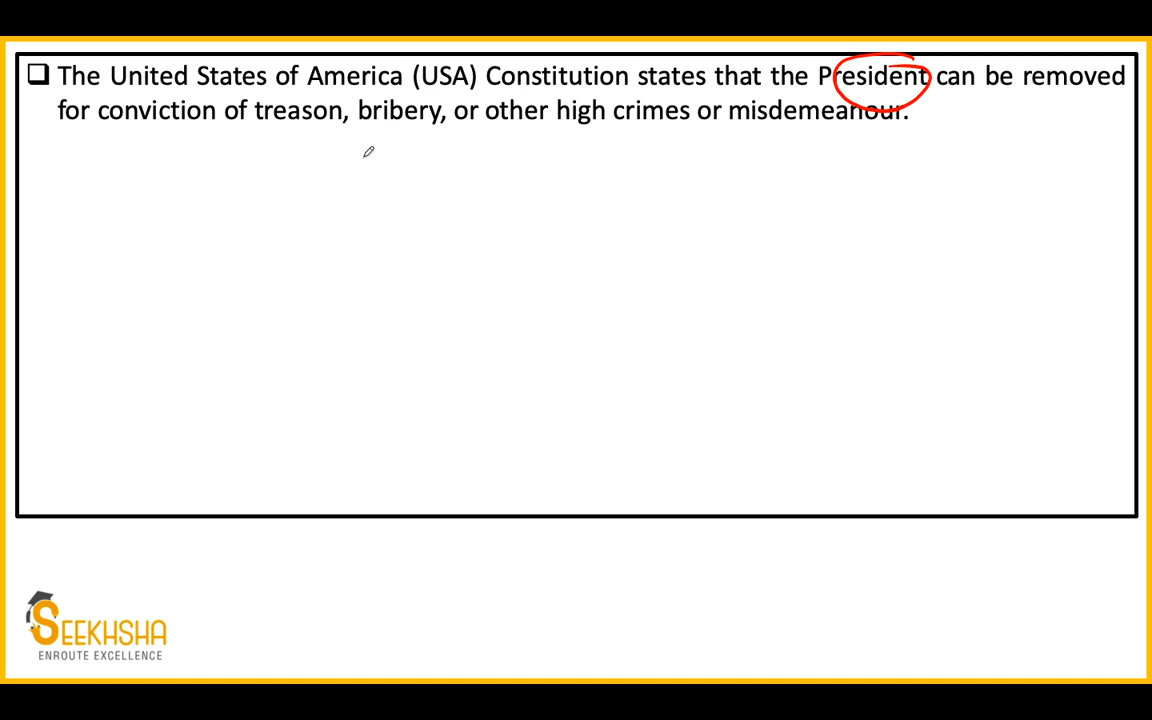 The United States of America (USA) Constitution states that the President can be removed
for conviction of treason, bribery, or other high crimes or misdemeanour.
SEEKHSHA
ENROUTE EXCELLENCE